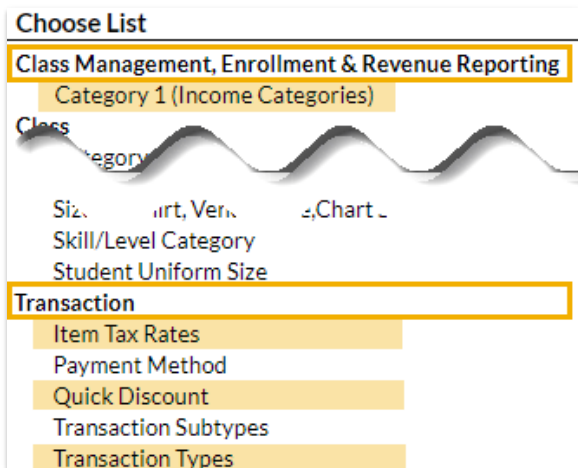 Choose List
Class Management, Enrollment & Revenue Reporting
Category 1 (Income Categories)
Class
Skill/Level Category
Student Uniform Size
Transaction
Item Tax Rates
Payment Method
Quick Discount
Transaction Subtypes
Transaction Types